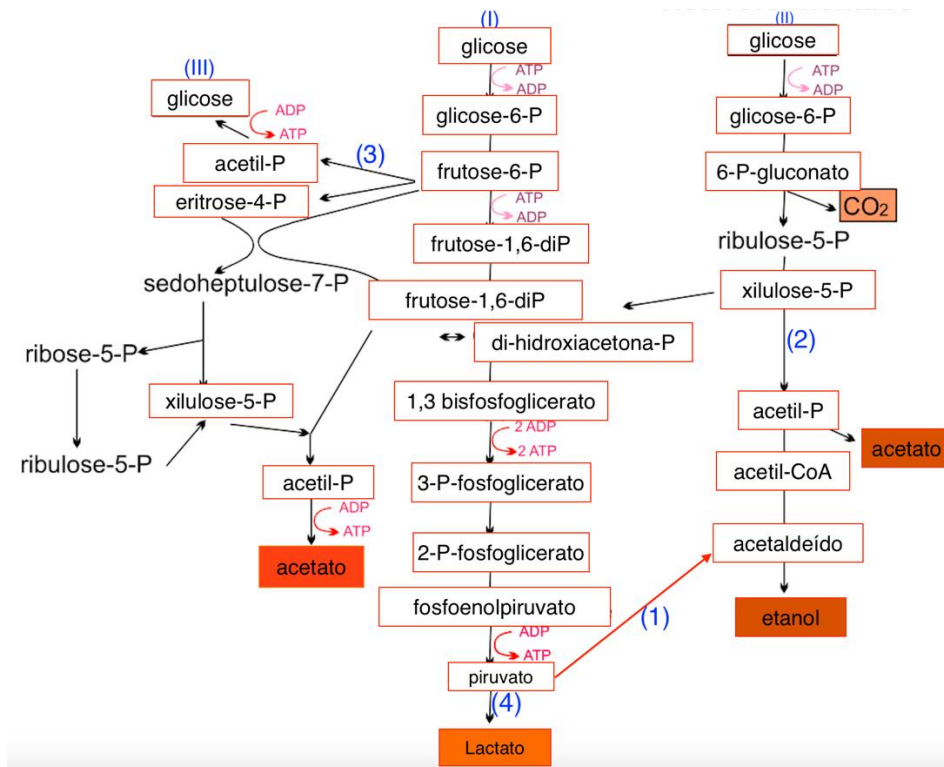 (I)
glicose
ATP
ADP
glicose-6-P
frutose-6-P
ATP
ADP
frutose-1,6-diP
frutose-1,6-diP
di-hidroxiacetona-P
1,3 bisfosfoglicerato
2 ADP
2 ATP
3-P-fosfoglicerato
2-P-fosfoglicerato
fosfoenolpiruvato
ADP
ATP
piruvato
(4)
Lactato
(1)
(II)
glicose
ATP
ADP
glicose-6-P
6-P-gluconato
CO₂
ribulose-5-P
xilulose-5-P
(2)
acetil-P
acetato
acetil-CoA
acetaldeído
etanol
(III)
glicose
ADP
ATP
acetil-P
(3)
eritrose-4-P
sedoheptulose-7-P
ribose-5-P
xilulose-5-P
ribulose-5-P
acetil-P
ADP
ATP
acetato